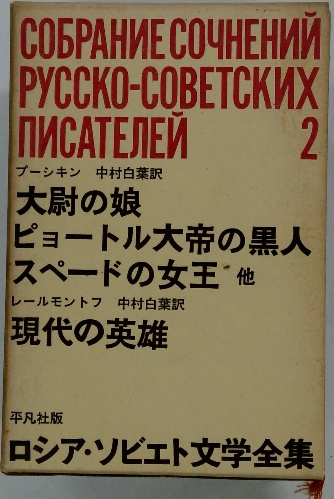 СОБРАНИЕ СОЧНЕНИЙ
РУССКО-СОВЕТСКИХ
ПИСАТЕЛЕЙ 2
プーシキン 中村白葉訳
大尉の娘
ピョートル大帝の黒人
スペードの女王 他
レールモントフ 中村白葉訳
現代の英雄
平凡社版
ロシア・ソビエト文学全集